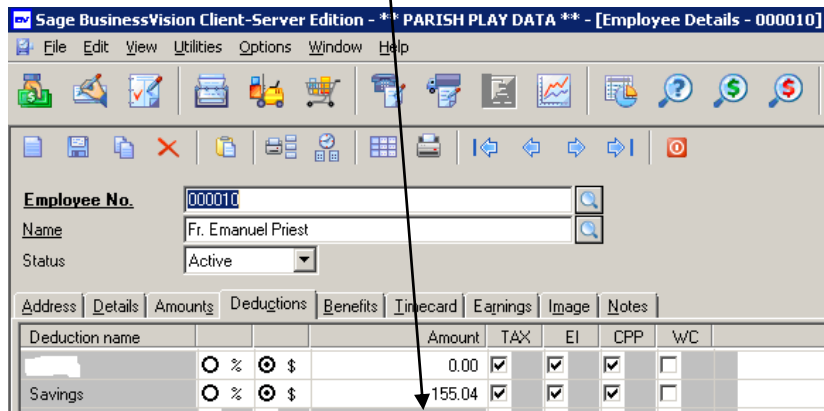 Sage BusinessVision Client-Server Edition - ** PARISH PLAY DATA ** - [Employee Details - 000010]
File Edit View Utilities Options Window Help
Employee No. 000010
Name Fr. Emanuel Priest
Status Active
Address Details Amounts Deductions Benefits Timecard Earnings Image Notes
Deduction name Amount TAX EI CPP WC
% $ 0.00
Savings % $ 155.04